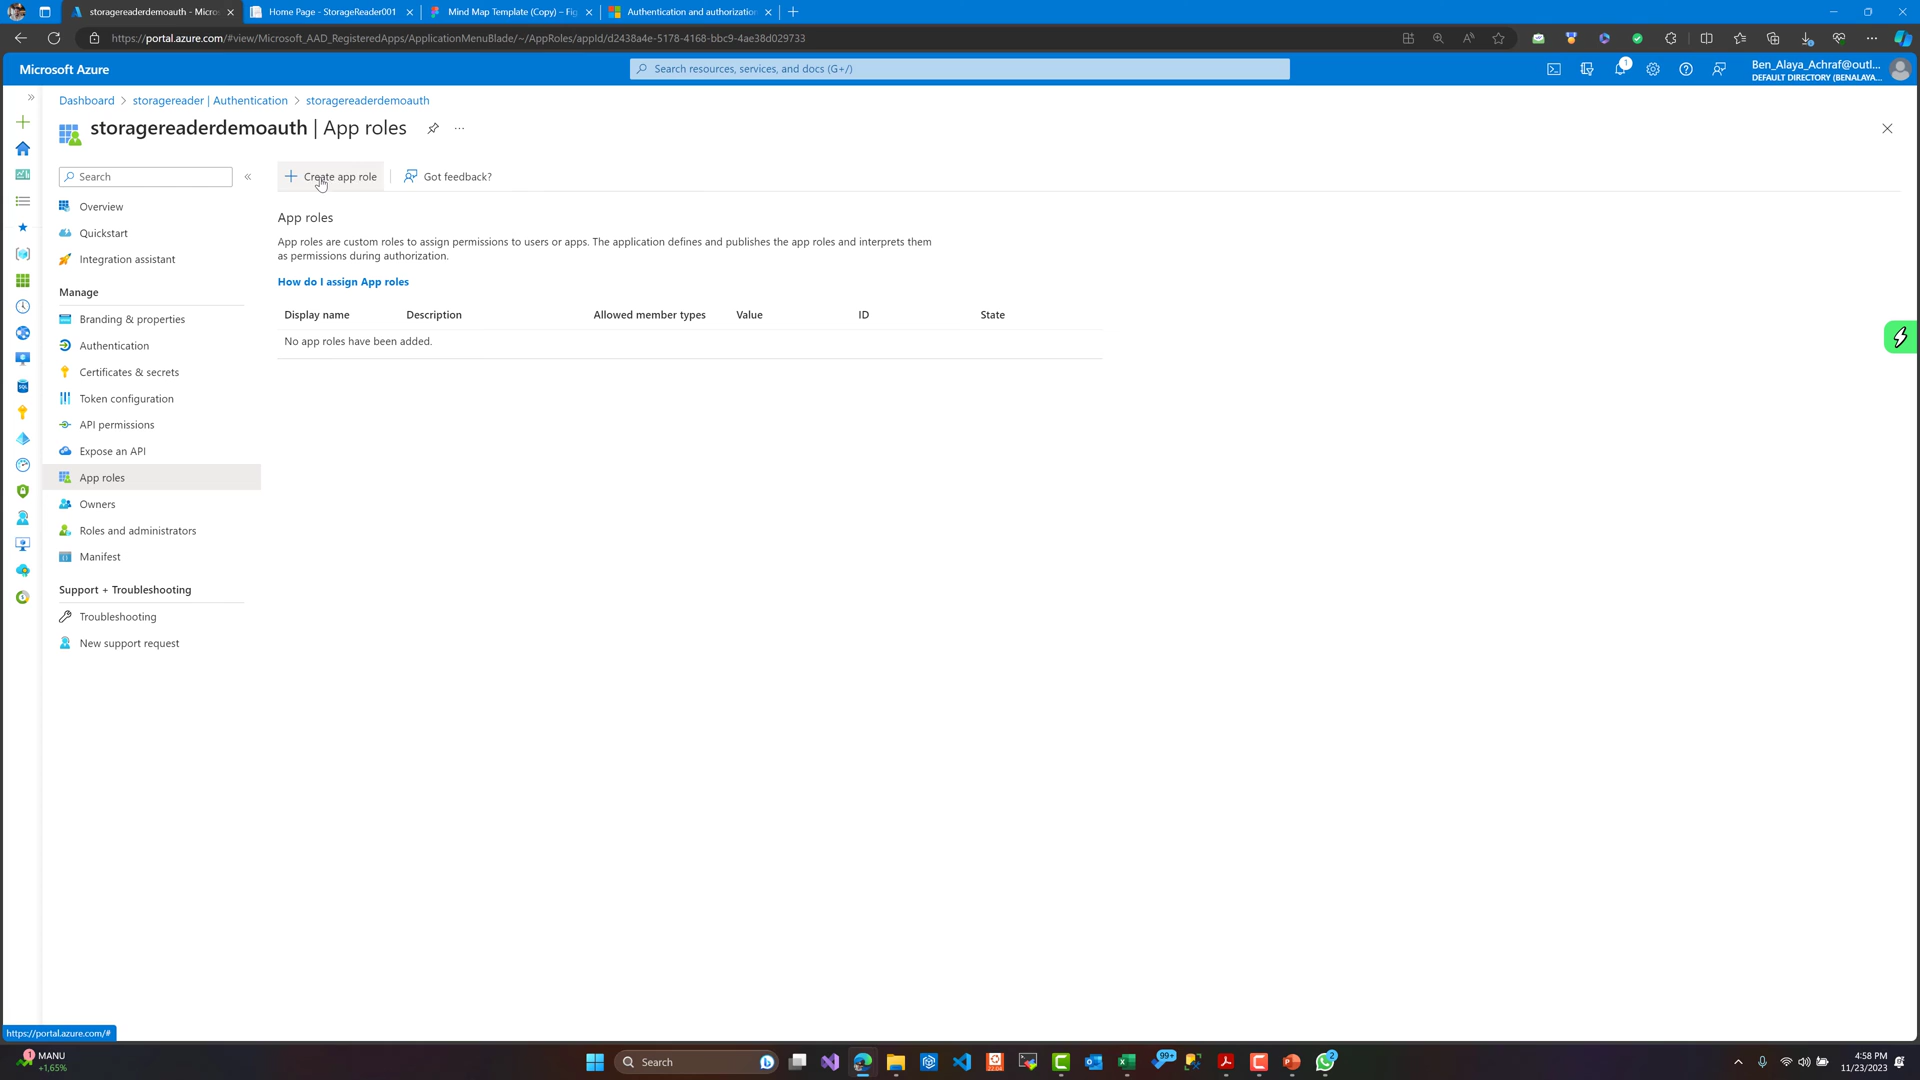 storagereaderdemoauth - Micros
Home Page - StorageReader001
Mind Map Template (Copy) – Fig
Authentication and authorization
https://portal.azure.com/#view/Microsoft_AAD_RegisteredApps/ApplicationMenuBlade/~/AppRoles/appId/d2438a4e-5178-4168-bbc9-4ae38d029733
Microsoft Azure
Search resources, services, and docs (G+/)
1
Ben_Alaya_Achraf@outl...
DEFAULT DIRECTORY (BENALAYA...
Dashboard > storagereader | Authentication > storagereaderdemoauth
storagereaderdemoauth | App roles
Search
Create app role
Got feedback?
Overview
Quickstart
Integration assistant
Manage
Branding & properties
Authentication
Certificates & secrets
Token configuration
API permissions
Expose an API
App roles
Owners
Roles and administrators
Manifest
Support + Troubleshooting
Troubleshooting
New support request
App roles
App roles are custom roles to assign permissions to users or apps. The application defines and publishes the app roles and interprets them
as permissions during authorization.
How do I assign App roles
Display name Description Allowed member types Value ID State
No app roles have been added.
https://portal.azure.com/#
1
MANU
+1,65%
Search
99+
2
4:58 PM
11/23/2023